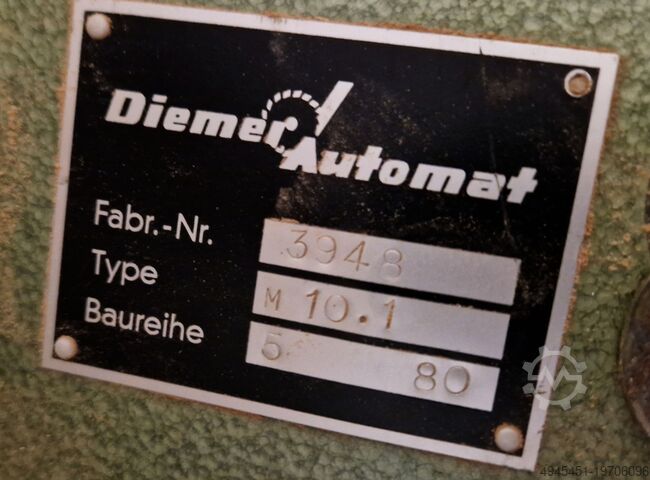 Diemer Automat
Fabr.-Nr. 3948
Type M 10.1
Baureihe 5 80
4945451-19706096